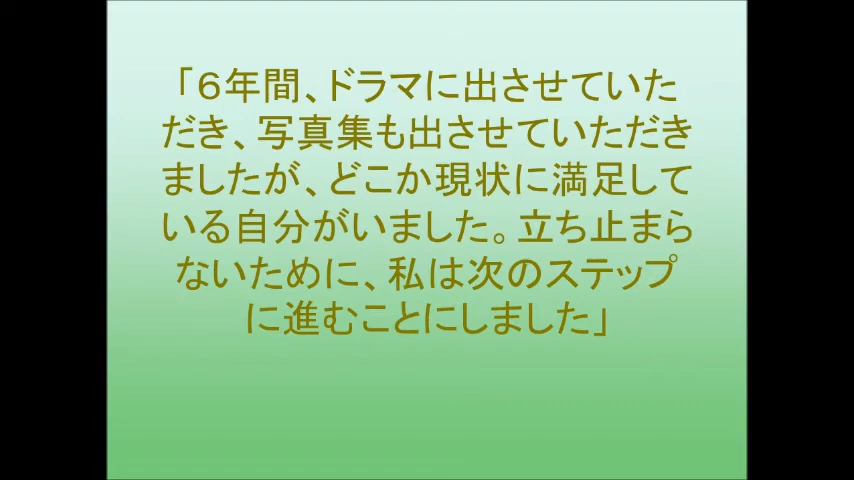 「６年間、ドラマに出させていた
だき、写真集も出させていただき
ましたが、どこか現状に満足して
いる自分がいました。立ち止まら
ないために、私は次のステップ
に進むことにしました」